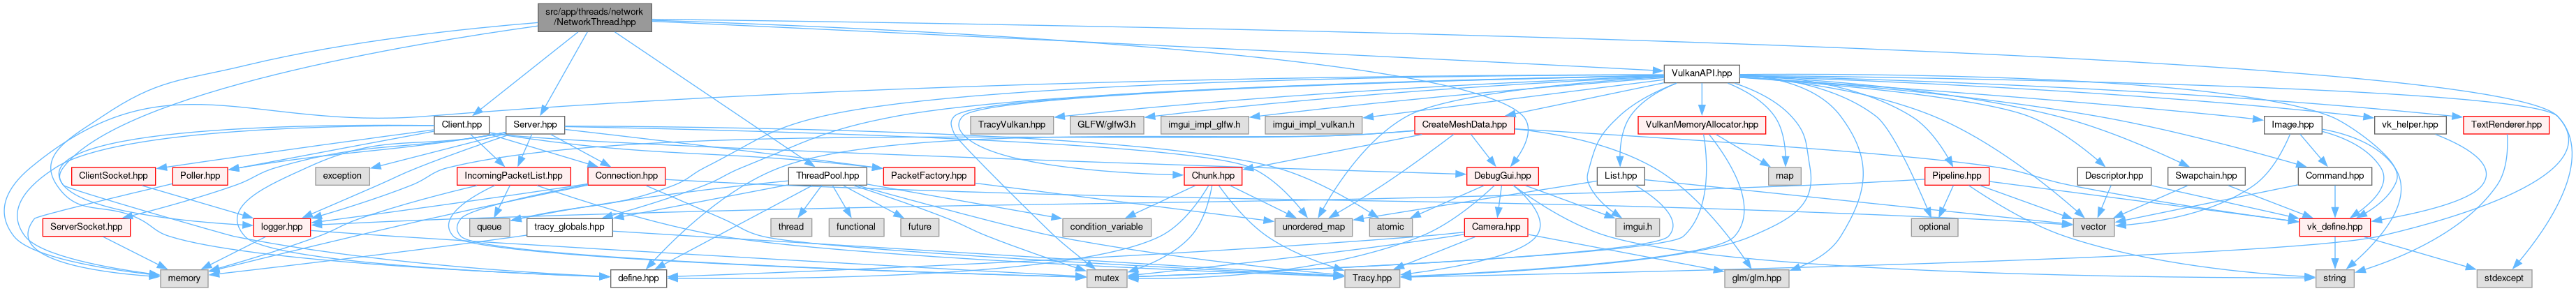 src/app/threads/network
/NetworkThread.hpp
VulkanAPI.hpp
Client.hpp
Server.hpp
TracyVulkan.hpp
GLFW/glfw3.h
imgui_impl_glfw.h
imgui_impl_vulkan.h
CreateMeshData.hpp
VulkanMemoryAllocator.hpp
Image.hpp
vk_helper.hpp
TextRenderer.hpp
ClientSocket.hpp
Poller.hpp
exception
IncomingPacketList.hpp
Connection.hpp
ThreadPool.hpp
PacketFactory.hpp
Chunk.hpp
DebugGui.hpp
List.hpp
map
Pipeline.hpp
Descriptor.hpp
Swapchain.hpp
Command.hpp
ServerSocket.hpp
logger.hpp
queue
tracy_globals.hpp
thread
functional
future
condition_variable
unordered_map
atomic
Camera.hpp
imgui.h
optional
vector
vk_define.hpp
memory
define.hpp
mutex
Tracy.hpp
glm/glm.hpp
string
stdexcept